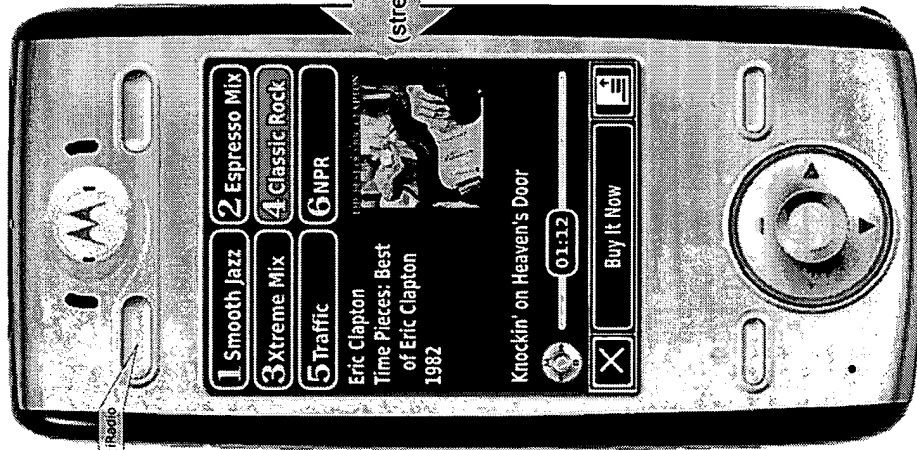 iRadio
(stre
1 Smooth Jazz
2 Espresso Mix
3 Xtreme Mix
4 Classic Rock
5 Traffic
6 NPR
Eric Clapton
Time Pieces: Best
of Eric Clapton
1982
Knockin' on Heaven's Door
01:12
Buy It Now